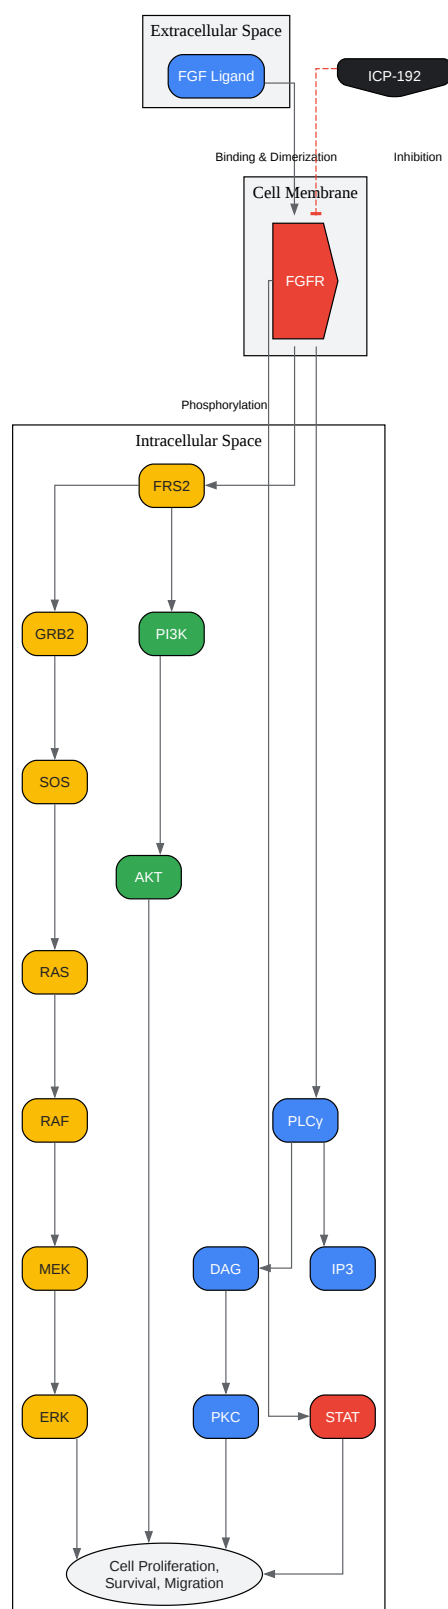 Extracellular Space
FGF Ligand
ICP-192
Binding & Dimerization
Inhibition
Cell Membrane
FGFR
Phosphorylation
Intracellular Space
FRS2
GRB2
PI3K
SOS
AKT
RAS
RAF
PLCγ
MEK
DAG
IP3
ERK
PKC
STAT
Cell Proliferation,
Survival, Migration